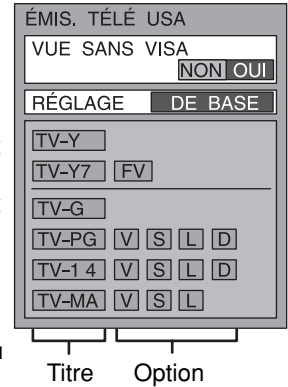 ÉMIS. TÉLÉ USA
VUE SANS VISA
NON OUI
RÉGLAGE DE BASE
TV-Y
TV-Y7 FV
TV-G
TV-PG V S L D
TV-1 4 V S L D
TV-MA V S L
Titre Option